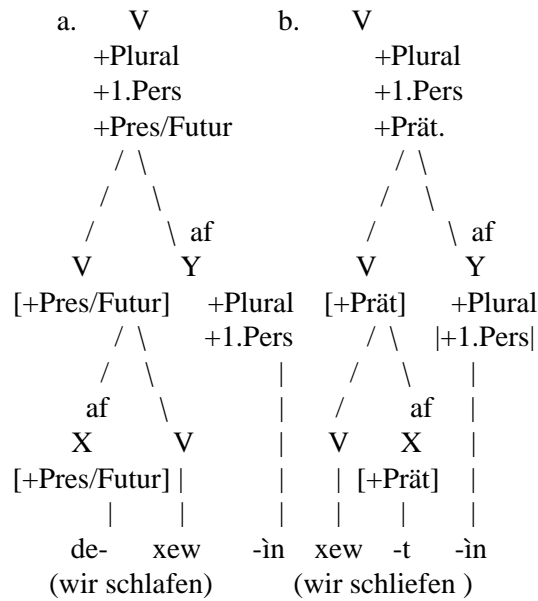 a. V b. V
+Plural +Plural
+1.Pers +1.Pers
+Pres/Futur +Prät.
af af
V Y V Y
[+Pres/Futur] +Plural [+Prät] +Plural
+1.Pers |+1.Pers|
af af
X V V X
[+Pres/Futur] [+Prät]
de- xew -ìn xew -t -ìn
(wir schlafen) (wir schliefen )